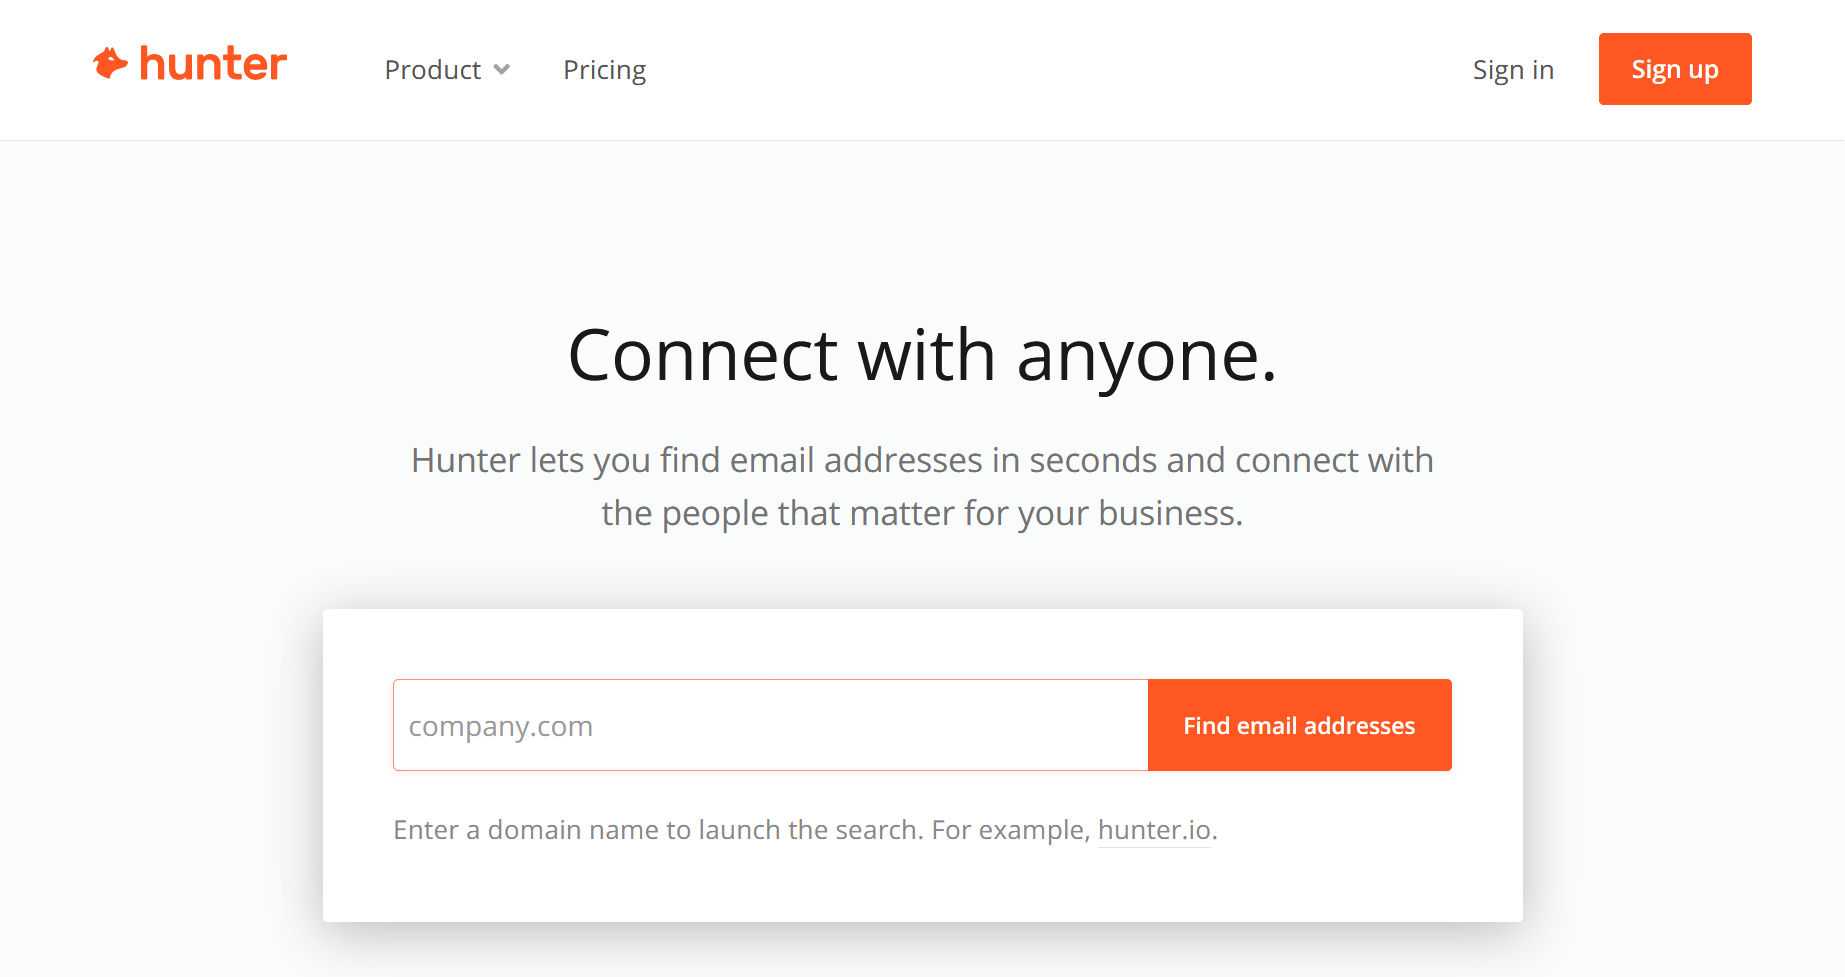 hunter
Product
Pricing
Sign in
Sign up
Connect with anyone.
Hunter lets you find email addresses in seconds and connect with
the people that matter for your business.
company.com
Find email addresses
Enter a domain name to launch the search. For example, hunter.io.